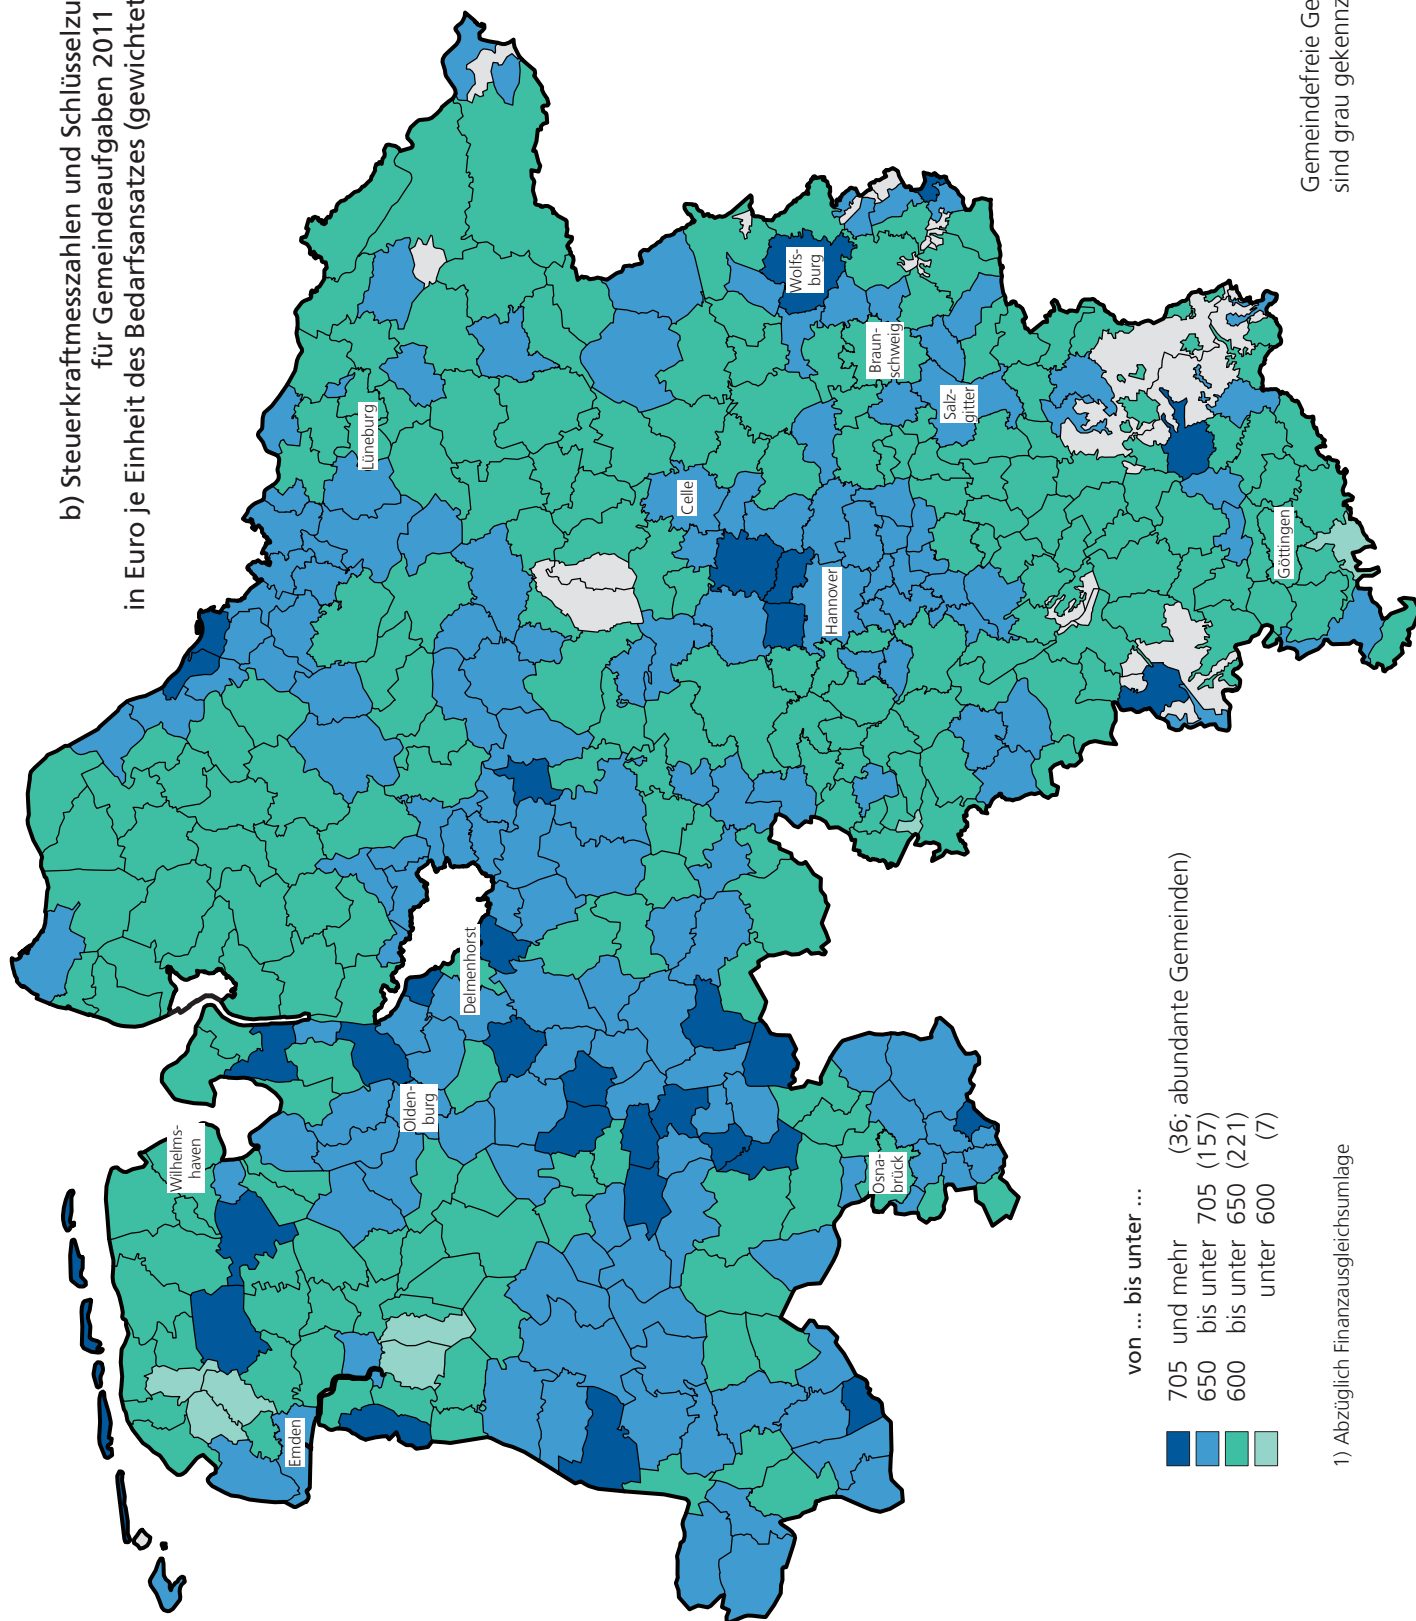 b) Steuerkraftmesszahlen und Schlüsselzu
für Gemeindeaufgaben 2011
in Euro je Einheit des Bedarfsansatzes (gewichtet
Wilhelms-
haven
Emden
Olden-
burg
Delmenhorst
Osna-
brück
Lüneburg
Celle
Hannover
Wolfs-
burg
Braun-
schweig
Salz-
gitter
Göttingen
von ... bis unter ...
705 und mehr (36; abundante Gemeinden)
650 bis unter 705 (157)
600 bis unter 650 (221)
unter 600 (7)
1) Abzüglich Finanzausgleichsumlage
Gemeindefreie Ge
sind grau gekennz